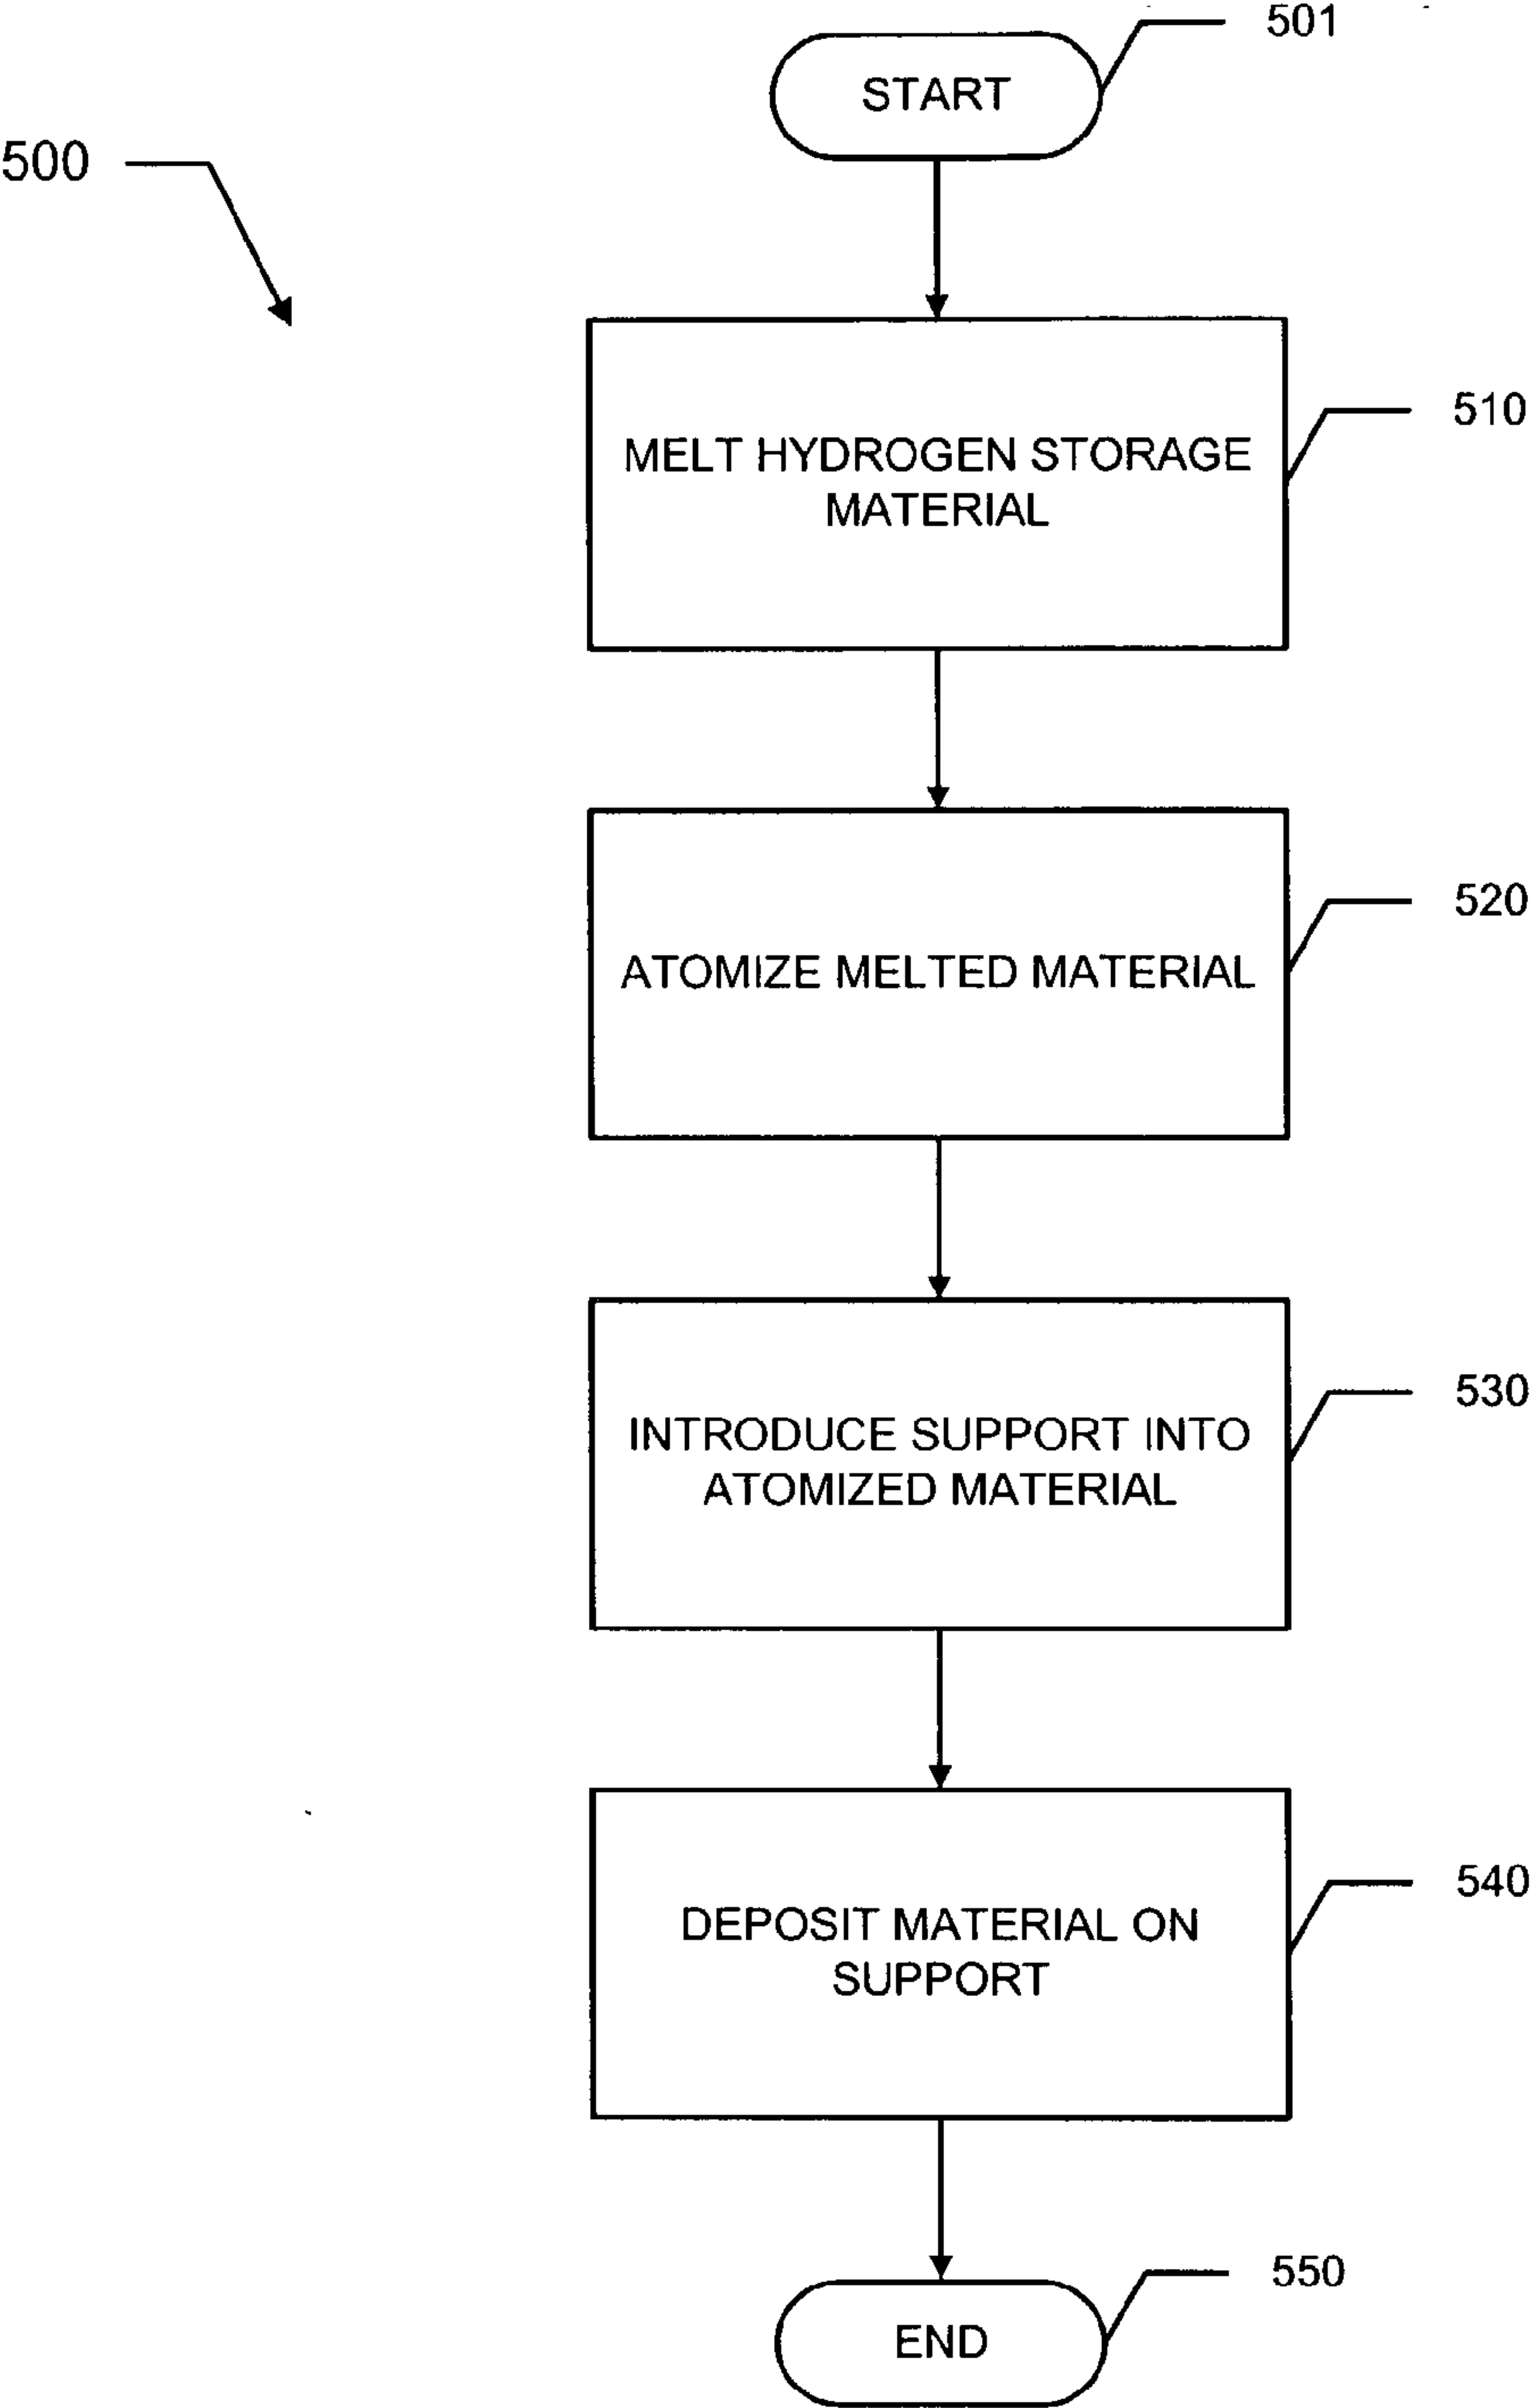 501
START
500
MELT HYDROGEN STORAGE
MATERIAL
510
ATOMIZE MELTED MATERIAL
520
INTRODUCE SUPPORT INTO
ATOMIZED MATERIAL
530
DEPOSIT MATERIAL ON
SUPPORT
540
END
550